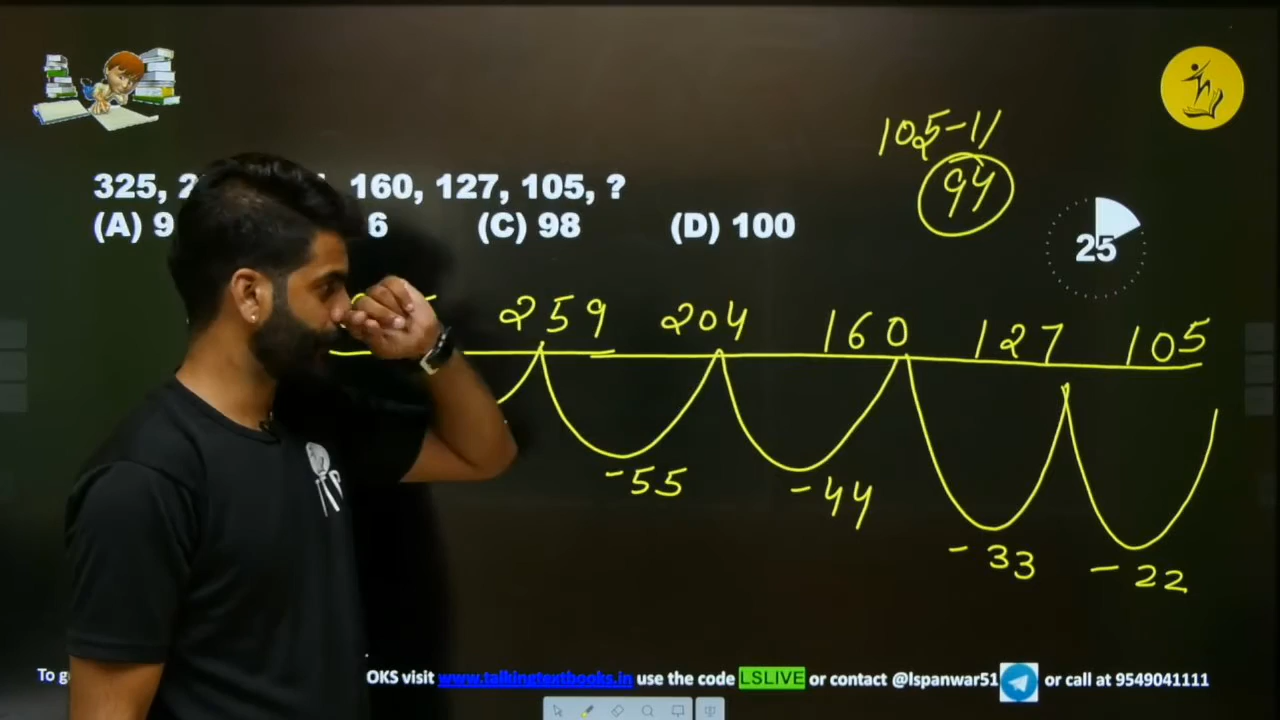 105-11
94
325, 2 160, 127, 105, ?
(A) 9 6 (C) 98 (D) 100
25
259 204 160 127 105
-55 -44 -33 -22
To g OKS visit www.talkingtextbooks.in use the code LSLIVE or contact @lspanwar51 or call at 9549041111